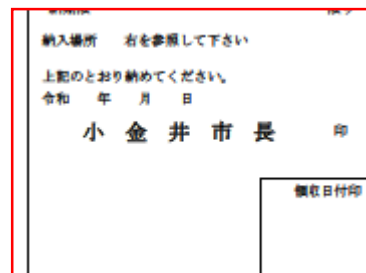 納入場所 右を参照して下さい
上記のとおり納めてください。
令和 年 月 日
小金井市長 印
領収日付印